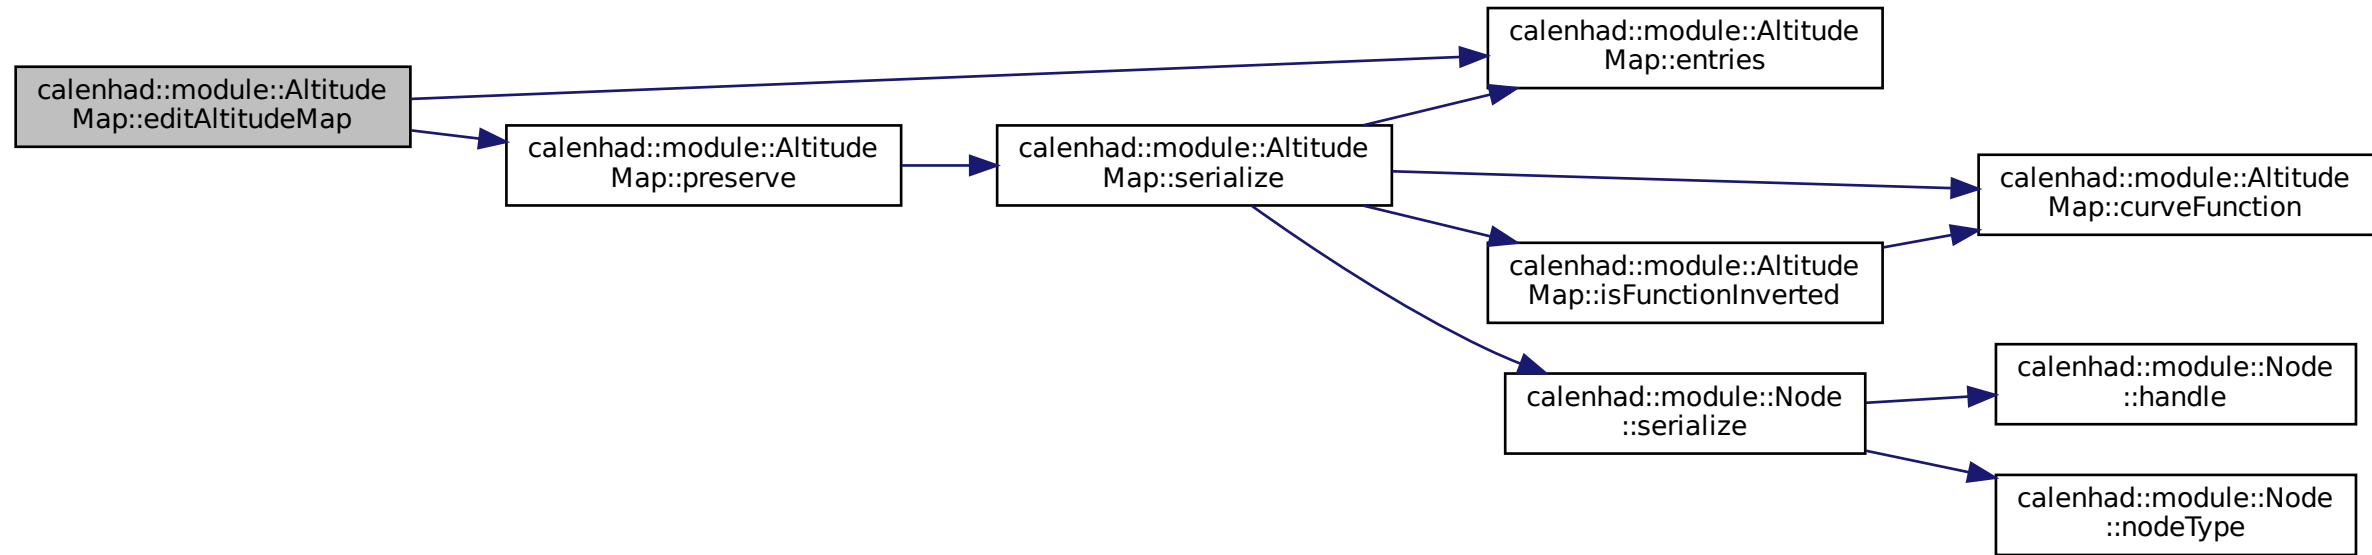 calenhad::module::Altitude
Map::editAltitudeMap
calenhad::module::Altitude
Map::preserve
calenhad::module::Altitude
Map::serialize
calenhad::module::Altitude
Map::entries
calenhad::module::Altitude
Map::curveFunction
calenhad::module::Altitude
Map::isFunctionInverted
calenhad::module::Node
::serialize
calenhad::module::Node
::handle
calenhad::module::Node
::nodeType